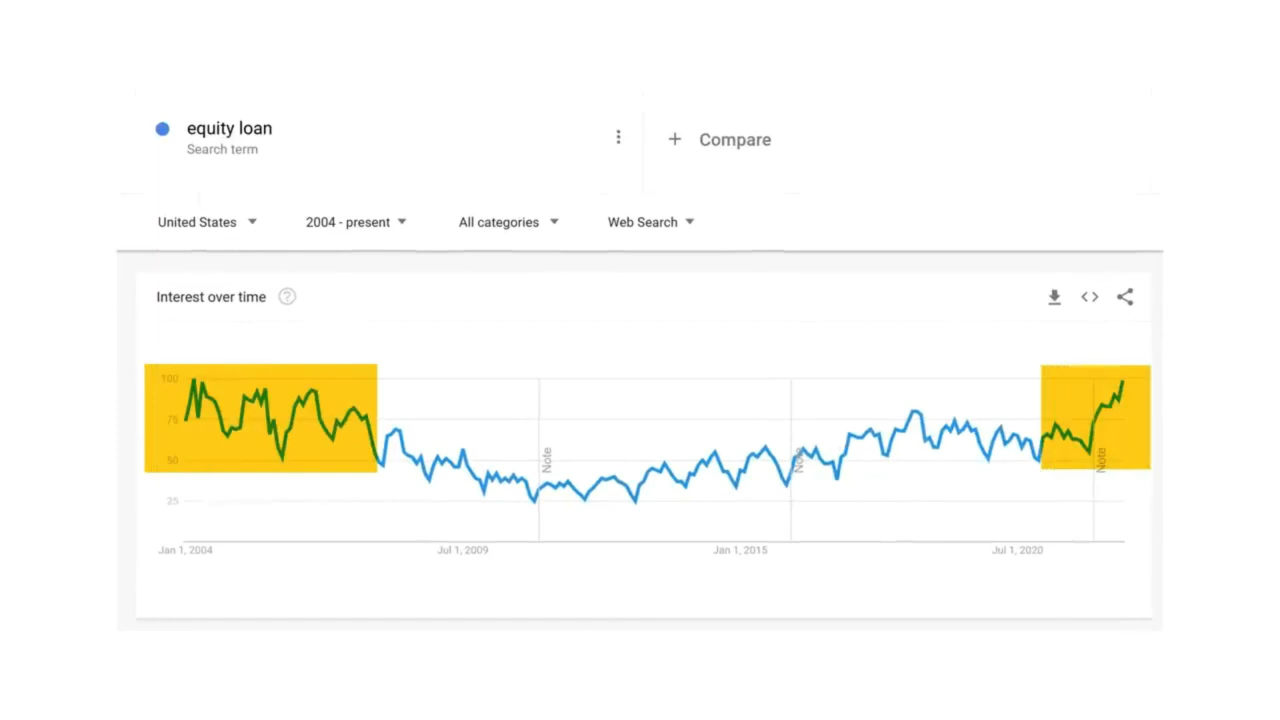 equity loan
Search term
+ Compare
United States
2004 - present
All categories
Web Search
Interest over time ?
100
75
50
25
Note
Note
Note
Jan 1, 2004
Jul 1, 2009
Jan 1, 2015
Jul 1, 2020